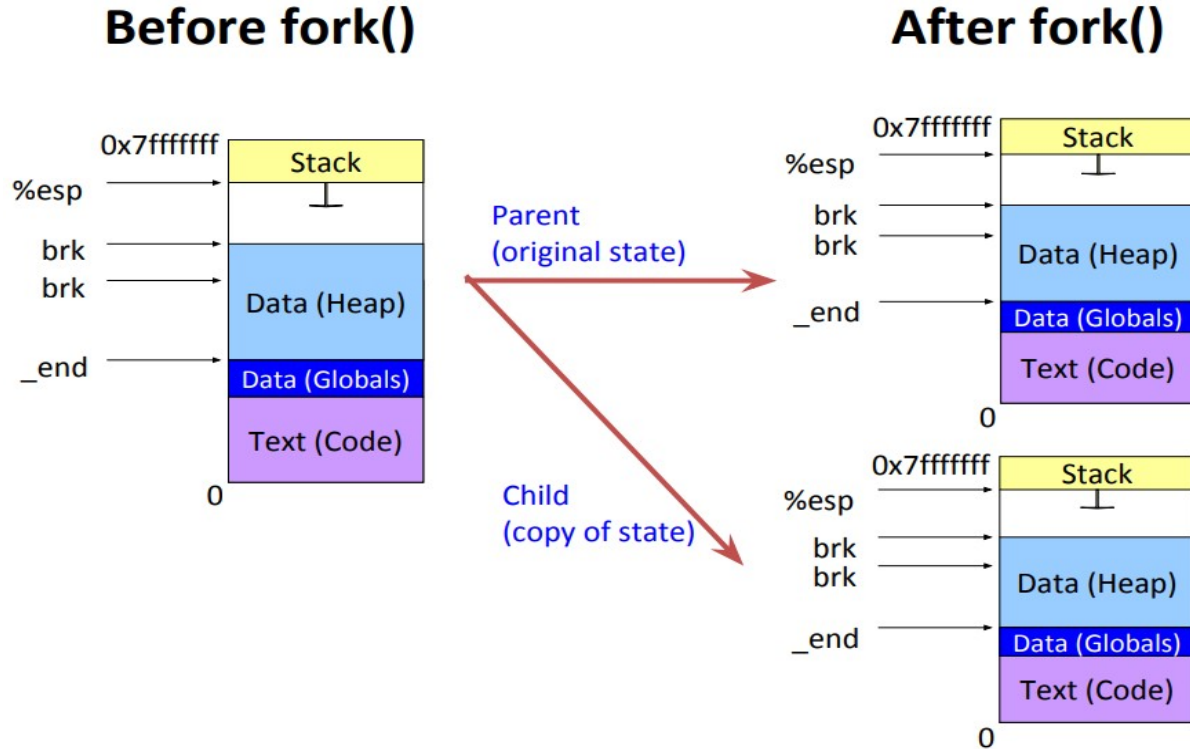 Before fork()
After fork()
0x7fffffff
Stack
%esp
brk
brk
Data (Heap)
_end
Data (Globals)
Text (Code)
0
Parent
(original state)
Child
(copy of state)
0x7fffffff
Stack
%esp
brk
brk
Data (Heap)
_end
Data (Globals)
Text (Code)
0
0x7fffffff
Stack
%esp
brk
brk
Data (Heap)
_end
Data (Globals)
Text (Code)
0